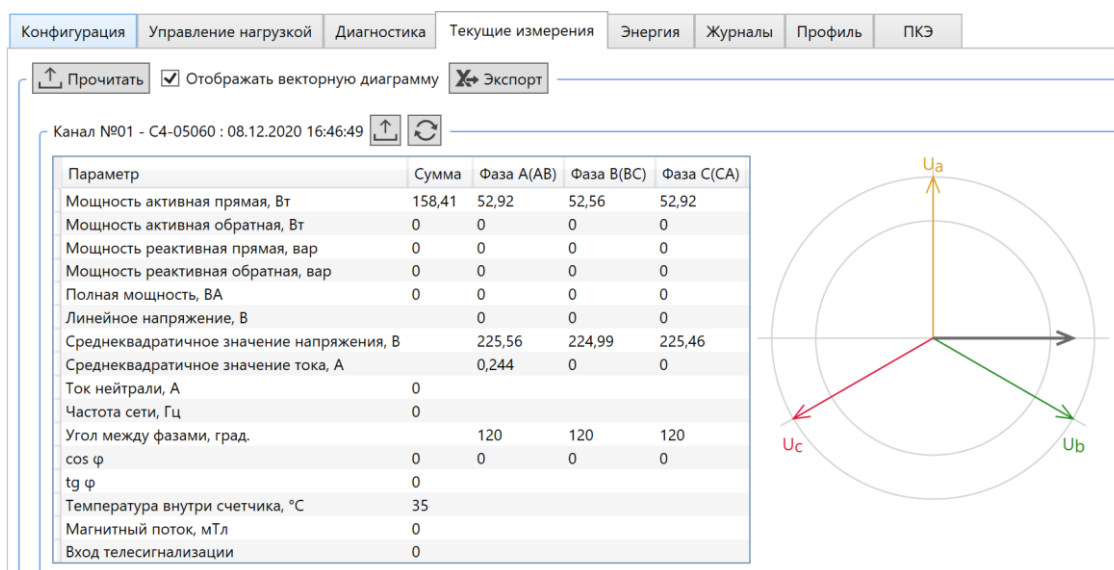 Конфигурация Управление нагрузкой Диагностика Текущие измерения Энергия Журналы Профиль ПКЭ
Прочитать Отображать векторную диаграмму Экспорт
Канал №01 - С4-05060 : 08.12.2020 16:46:49
Параметр Сумма Фаза A(AB) Фаза B(BC) Фаза C(CA)
Мощность активная прямая, Вт 158,41 52,92 52,56 52,92
Мощность активная обратная, Вт 0 0 0 0
Мощность реактивная прямая, вар 0 0 0 0
Мощность реактивная обратная, вар 0 0 0 0
Полная мощность, ВА 0 0 0 0
Линейное напряжение, В 0 0 0
Среднеквадратичное значение напряжения, В 225,56 224,99 225,46
Среднеквадратичное значение тока, А 0,244 0 0
Ток нейтрали, А 0
Частота сети, Гц 0
Угол между фазами, град. 120 120 120
cos φ 0 0 0 0
tg φ 0
Температура внутри счетчика, °С 35
Магнитный поток, мТл 0
Вход телесигнализации 0
Ua
Uc
Ub